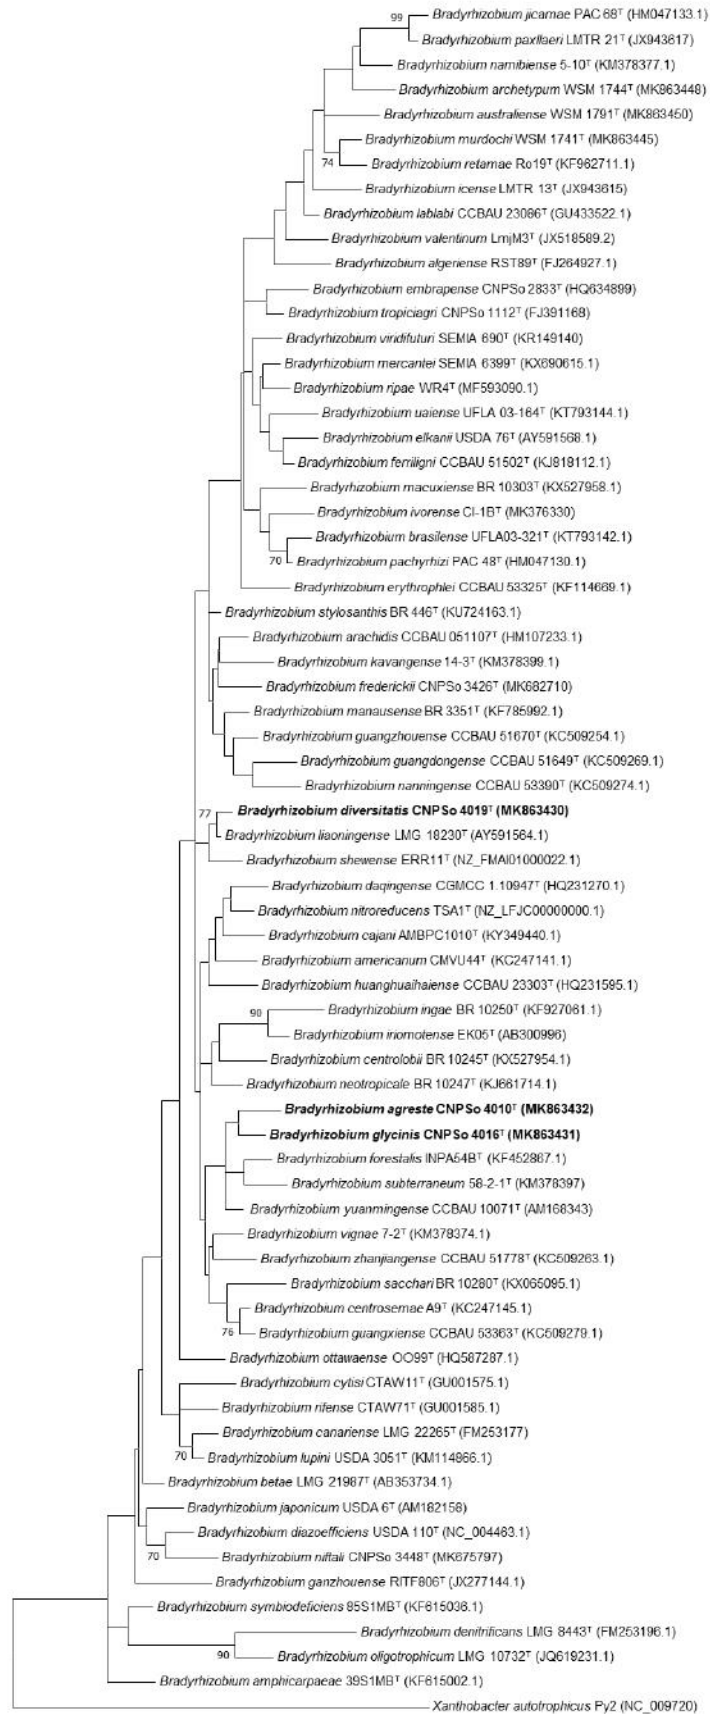 99
Bradyrhizobium jicamae PAC 68ᵀ (HM047133.1)
Bradyrhizobium paxllaeri LMTR 21ᵀ (JX943617)
Bradyrhizobium namibiense 5-10ᵀ (KM378377.1)
Bradyrhizobium archetypum WSM 1744ᵀ (MK963448)
Bradyrhizobium australiense WSM 1791ᵀ (MK863450)
Bradyrhizobium murdochi WSM 1741ᵀ (MK863445)
74
Bradyrhizobium retamae Ro19ᵀ (KF962711.1)
Bradyrhizobium icense LMTR 13ᵀ (JX943615)
Bradyrhizobium lablabi CCBAU 23086ᵀ (GU433522.1)
Bradyrhizobium valentinum LmjM3ᵀ (JX518589.2)
Bradyrhizobium algeriense RST89ᵀ (FJ264927.1)
Bradyrhizobium embrapense CNPSo 2833ᵀ (HQ634899)
Bradyrhizobium tropiciagri CNPSo 1112ᵀ (FJ391168)
Bradyrhizobium viridifuturi SEMIA 690ᵀ (KR149140)
Bradyrhizobium mercantei SEMIA 6399ᵀ (KX690615.1)
Bradyrhizobium ripae WR4ᵀ (MF593090.1)
Bradyrhizobium uaiense UFLA 03-164ᵀ (KT793144.1)
Bradyrhizobium elkanii USDA 76ᵀ (AY591568.1)
Bradyrhizobium ferriligni CCBAU 51502ᵀ (KJ818112.1)
Bradyrhizobium macuxiense BR 10303ᵀ (KX527958.1)
Bradyrhizobium ivorense CI-1Bᵀ (MK376330)
Bradyrhizobium brasilense UFLA03-321ᵀ (KT793142.1)
70
Bradyrhizobium pachyrhizi PAC 48ᵀ (HM047130.1)
Bradyrhizobium erythrophlei CCBAU 53325ᵀ (KF114669.1)
Bradyrhizobium stylosanthis BR 446ᵀ (KU724163.1)
Bradyrhizobium arachidis CCBAU 051107ᵀ (HM107233.1)
Bradyrhizobium kavangense 14-3ᵀ (KM378399.1)
Bradyrhizobium frederickii CNPSo 3426ᵀ (MK682710)
Bradyrhizobium manausense BR 3351ᵀ (KF785992.1)
Bradyrhizobium guangzhouense CCBAU 51670ᵀ (KC509254.1)
Bradyrhizobium guangdongense CCBAU 51649ᵀ (KC509269.1)
Bradyrhizobium nanningense CCBAU 53390ᵀ (KC509274.1)
77
Bradyrhizobium diversitatis CNPSo 4019ᵀ (MK863430)
Bradyrhizobium liaoningense LMG 18230ᵀ (AY591564.1)
Bradyrhizobium shewense ERR11ᵀ (NZ_FMAI01000022.1)
Bradyrhizobium daqingense CGMCC 1.10947ᵀ (HQ231270.1)
Bradyrhizobium nitroreducens TSA1ᵀ (NZ_LFJC00000000.1)
Bradyrhizobium cajani AMBPC1010ᵀ (KY349440.1)
Bradyrhizobium americanum CMVU44ᵀ (KC247141.1)
Bradyrhizobium huanghuaihaiense CCBAU 23303ᵀ (HQ231595.1)
90
Bradyrhizobium ingae BR 10250ᵀ (KF927061.1)
Bradyrhizobium iriomotense EK05ᵀ (AB300996)
Bradyrhizobium centrolobii BR 10245ᵀ (KX527954.1)
Bradyrhizobium neotropicale BR 10247ᵀ (KJ661714.1)
Bradyrhizobium agreste CNPSo 4010ᵀ (MK863432)
Bradyrhizobium glycinis CNPSo 4016ᵀ (MK863431)
Bradyrhizobium forestalis INPA54Bᵀ (KF452867.1)
Bradyrhizobium subterraneum 58-2-1ᵀ (KM378397)
Bradyrhizobium yuanmingense CCBAU 10071ᵀ (AM168343)
Bradyrhizobium vignae 7-2ᵀ (KM378374.1)
Bradyrhizobium zhanjiangense CCBAU 51778ᵀ (KC509263.1)
Bradyrhizobium sacchari BR 10280ᵀ (KX065095.1)
Bradyrhizobium centrosemae A9ᵀ (KC247145.1)
76
Bradyrhizobium guangxiense CCBAU 53363ᵀ (KC509279.1)
Bradyrhizobium ottawaense OO99ᵀ (HQ587287.1)
Bradyrhizobium cytisi CTAW11ᵀ (GU001575.1)
Bradyrhizobium rifense CTAW71ᵀ (GU001585.1)
Bradyrhizobium canariense LMG 22265ᵀ (FM253177)
70
Bradyrhizobium lupini USDA 3051ᵀ (KM114866.1)
Bradyrhizobium betae LMG 21987ᵀ (AB353734.1)
Bradyrhizobium japonicum USDA 6ᵀ (AM182158)
Bradyrhizobium diazoefficiens USDA 110ᵀ (NC_004463.1)
70
Bradyrhizobium niftali CNPSo 3448ᵀ (MK675797)
Bradyrhizobium ganzhouense RITF806ᵀ (JX277144.1)
Bradyrhizobium symbiodeficiens 85S1MBᵀ (KF615036.1)
Bradyrhizobium denitrificans LMG 8443ᵀ (FM253196.1)
90
Bradyrhizobium oligotrophicum LMG 10732ᵀ (JQ619231.1)
Bradyrhizobium amphicarpaeae 39S1MBᵀ (KF615002.1)
Xanthobacter autotrophicus Py2 (NC_009720)